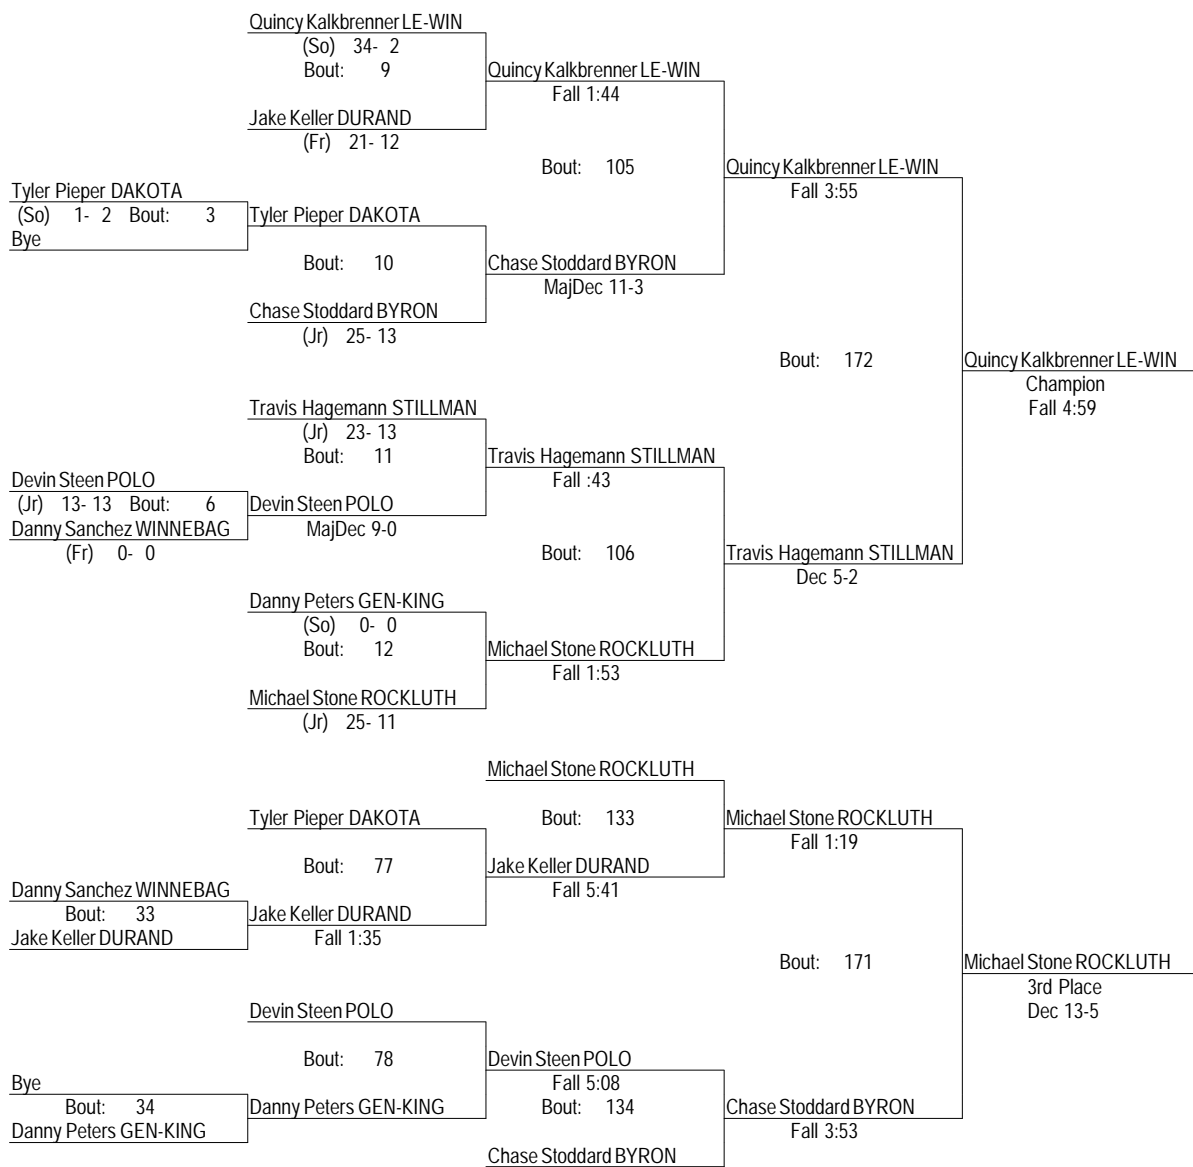 Quincy Kalkbrenner LE-WIN
(So) 34- 2
Bout: 9
Quincy Kalkbrenner LE-WIN
Fall 1:44
Jake Keller DURAND
(Fr) 21- 12
Bout: 105
Quincy Kalkbrenner LE-WIN
Fall 3:55
Tyler Pieper DAKOTA
(So) 1- 2 Bout: 3
Bye
Tyler Pieper DAKOTA
Bout: 10
Chase Stoddard BYRON
MajDec 11-3
Chase Stoddard BYRON
(Jr) 25- 13
Bout: 172
Quincy Kalkbrenner LE-WIN
Champion
Fall 4:59
Travis Hagemann STILLMAN
(Jr) 23- 13
Bout: 11
Travis Hagemann STILLMAN
Fall :43
Devin Steen POLO
(Jr) 13- 13 Bout: 6
Danny Sanchez WINNEBAG
(Fr) 0- 0
Devin Steen POLO
MajDec 9-0
Bout: 106
Travis Hagemann STILLMAN
Dec 5-2
Danny Peters GEN-KING
(So) 0- 0
Bout: 12
Michael Stone ROCKLUTH
Fall 1:53
Michael Stone ROCKLUTH
(Jr) 25- 11
Michael Stone ROCKLUTH
Bout: 133
Michael Stone ROCKLUTH
Fall 1:19
Tyler Pieper DAKOTA
Bout: 77
Jake Keller DURAND
Fall 5:41
Danny Sanchez WINNEBAG
Bout: 33
Jake Keller DURAND
Jake Keller DURAND
Fall 1:35
Bout: 171
Michael Stone ROCKLUTH
3rd Place
Dec 13-5
Devin Steen POLO
Bout: 78
Devin Steen POLO
Fall 5:08
Bout: 134
Bye
Bout: 34
Danny Peters GEN-KING
Danny Peters GEN-KING
Chase Stoddard BYRON
Fall 3:53
Chase Stoddard BYRON